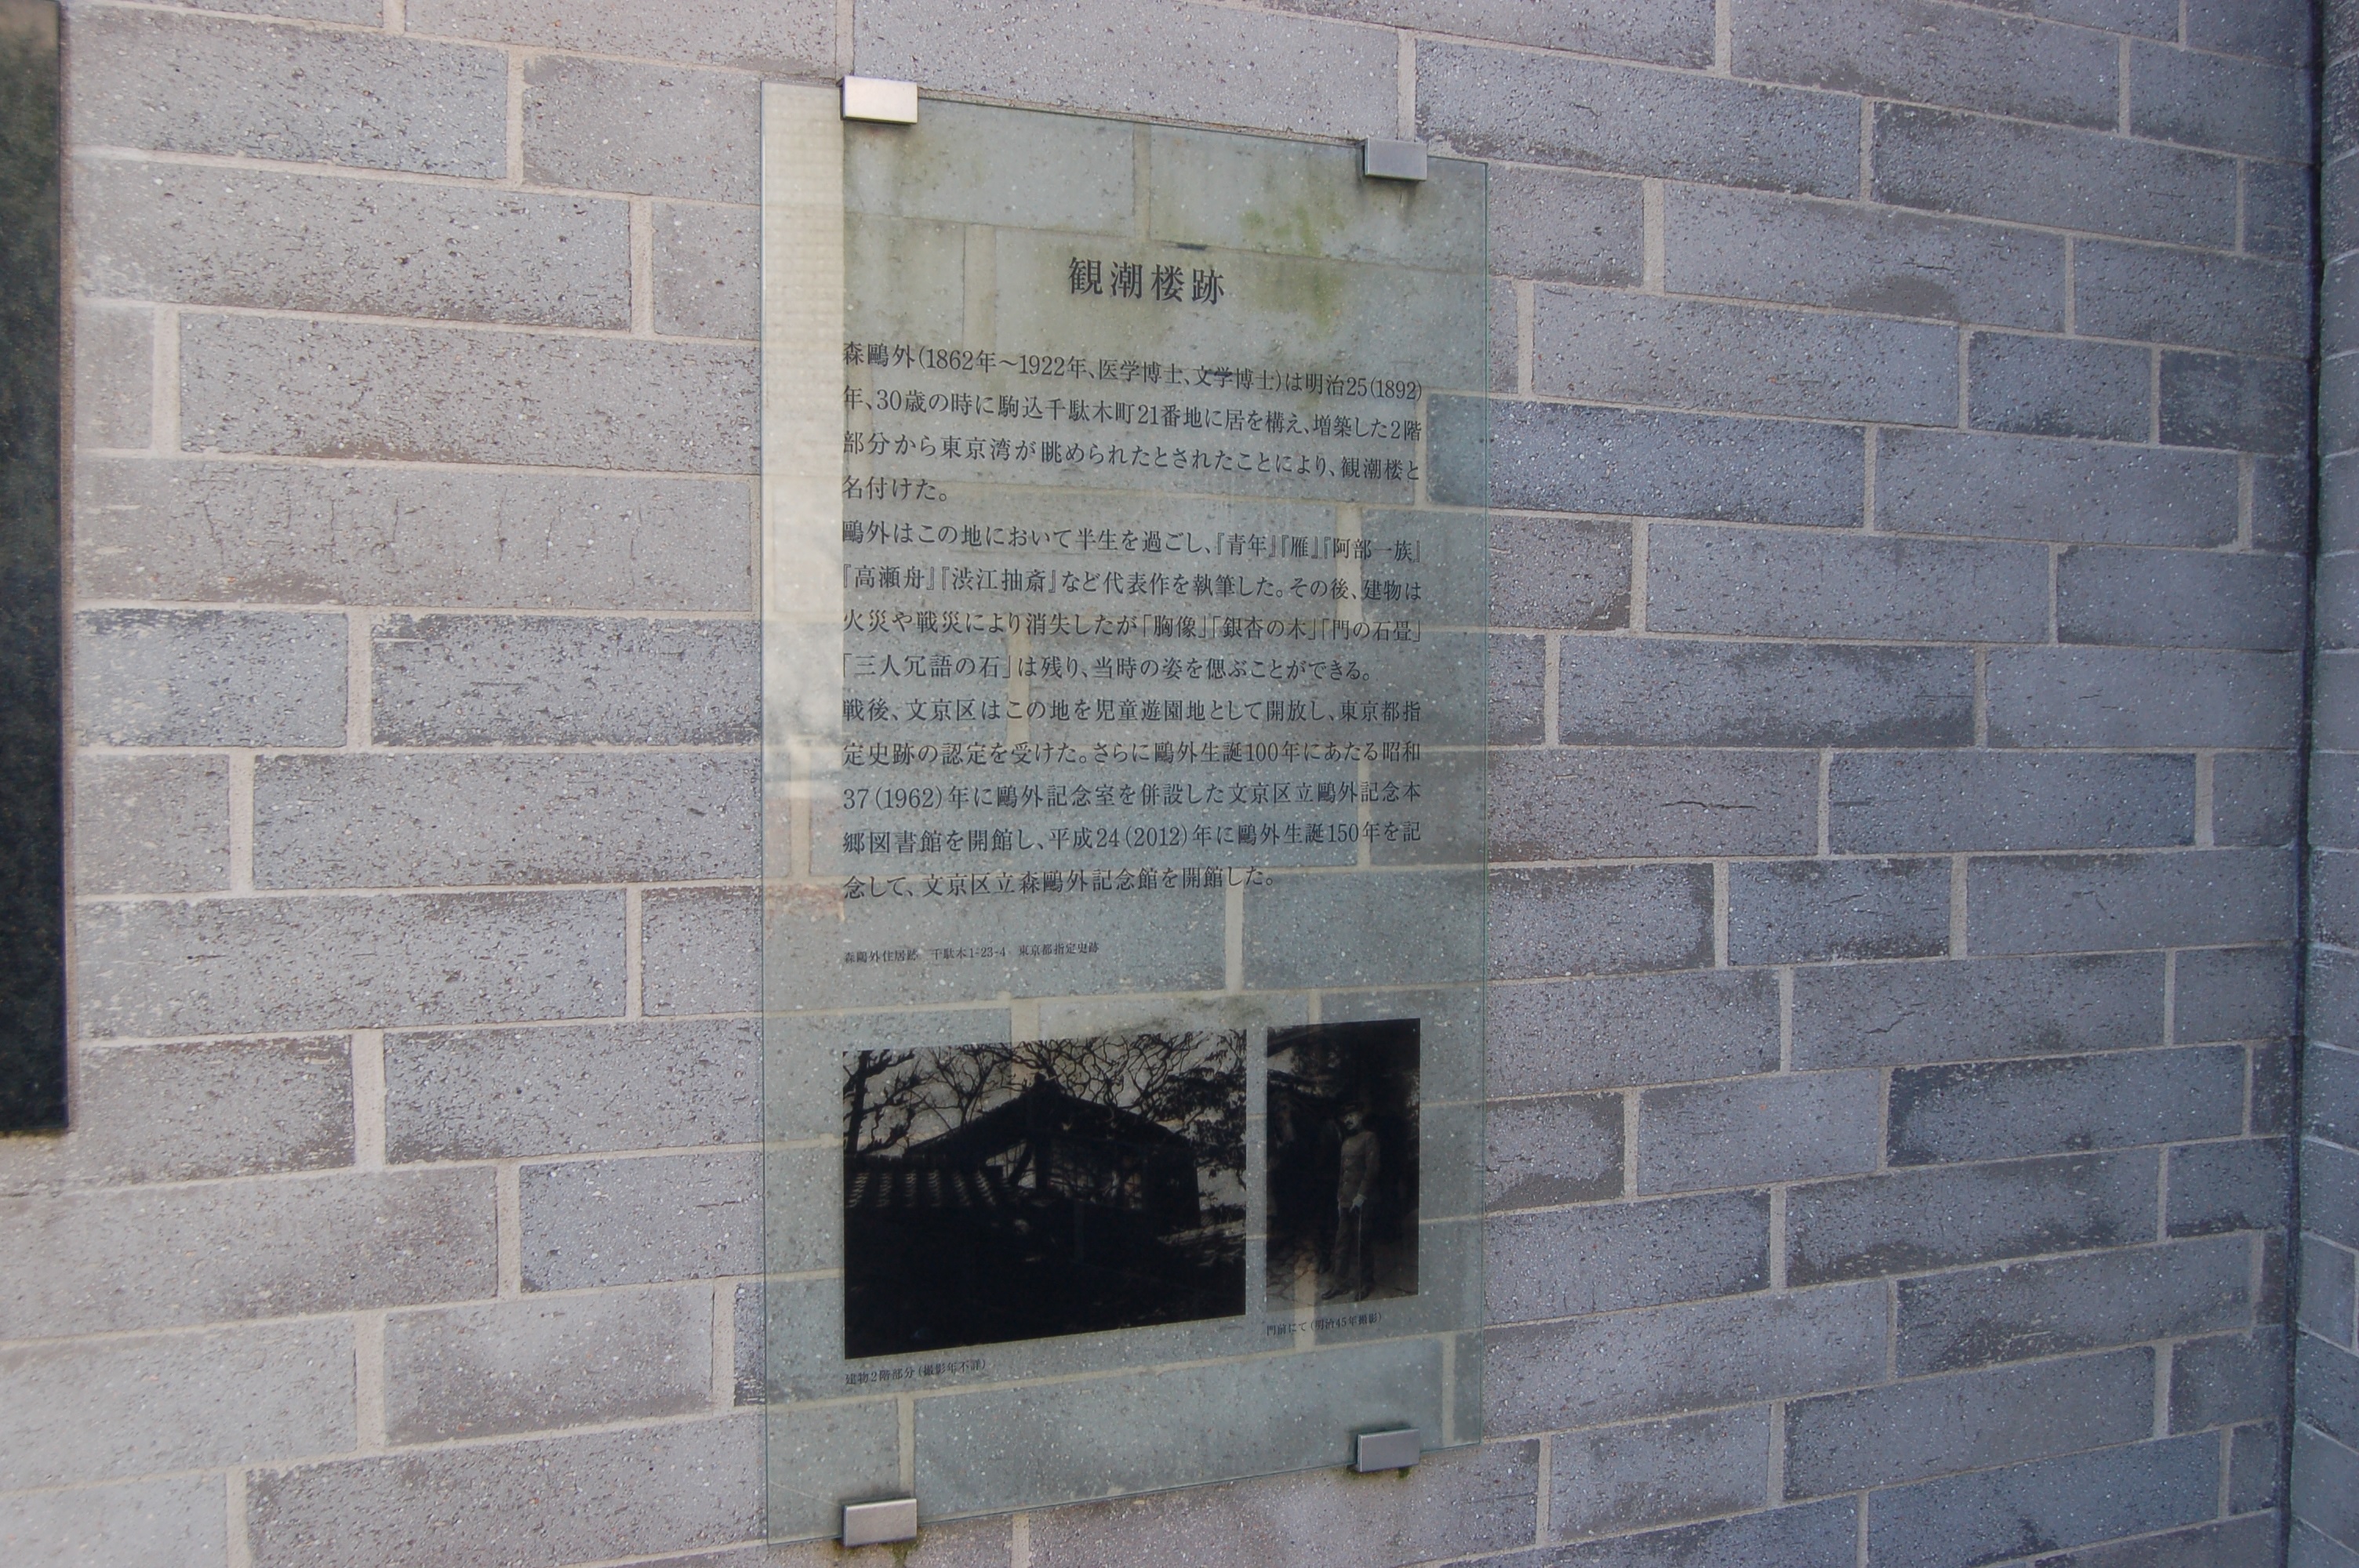 観潮楼跡
森鷗外(1862年～1922年、医学博士、文学博士)は明治25(1892)
年、30歳の時に駒込千駄木町21番地に居を構え、増築した2階
部分から東京湾が眺められたとされたことにより、観潮楼と
名付けた。
鷗外はこの地において半生を過ごし、『青年』『雁』『阿部一族』
『高瀬舟』『渋江抽斎』など代表作を執筆した。その後、建物は
火災や戦災により消失したが「胸像」「銀杏の木」「門の石畳」
「三人冗語の石」は残り、当時の姿を偲ぶことができる。
戦後、文京区はこの地を児童遊園地として開放し、東京都指
定史跡の認定を受けた。さらに鷗外生誕100年にあたる昭和
37(1962)年に鷗外記念室を併設した文京区立鷗外記念本
郷図書館を開館し、平成24(2012)年に鷗外生誕150年を記
念して、文京区立森鷗外記念館を開館した。
森鷗外住居跡　千駄木1-23-4　東京都指定史跡
門前にて(明治45年撮影)
建物2階部分(撮影年不詳)